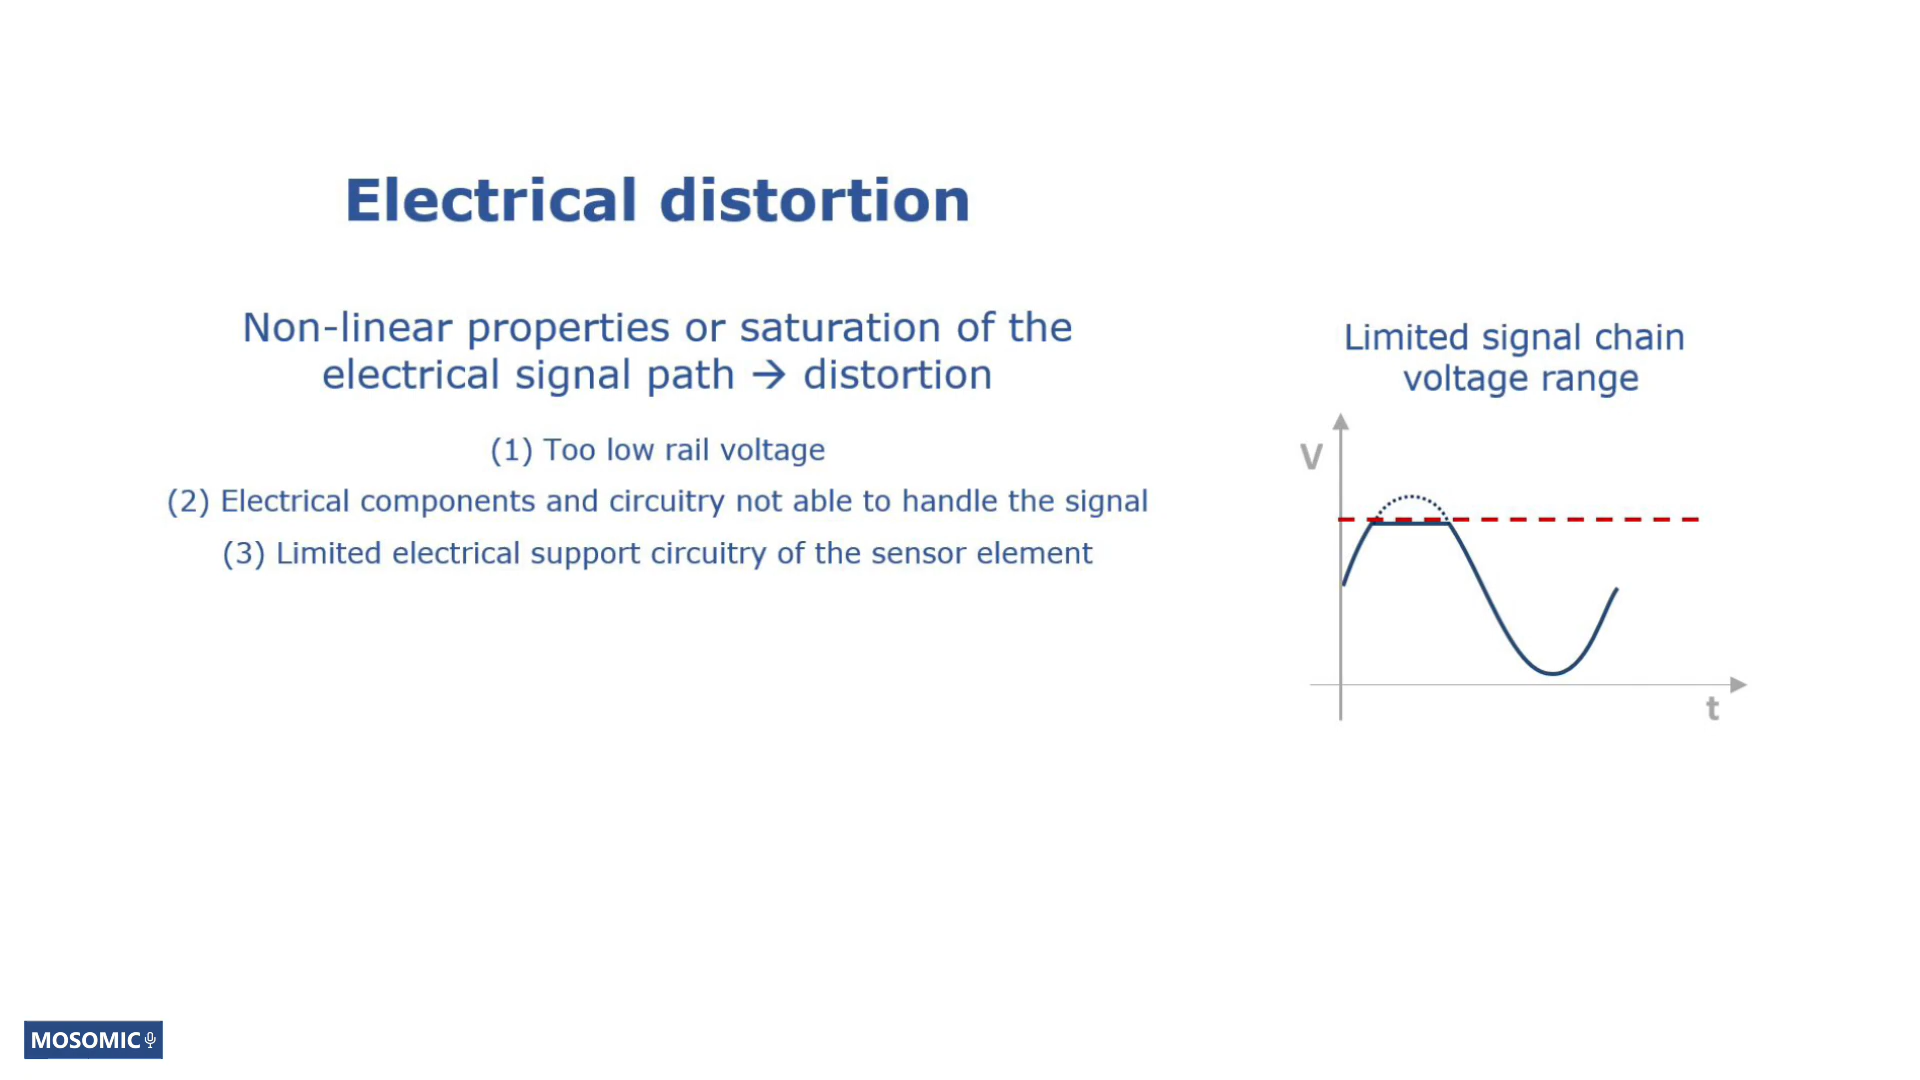 Electrical distortion
Non-linear properties or saturation of the
electrical signal path → distortion
(1) Too low rail voltage
(2) Electrical components and circuitry not able to handle the signal
(3) Limited electrical support circuitry of the sensor element
Limited signal chain
voltage range
V
t
MOSOMIC